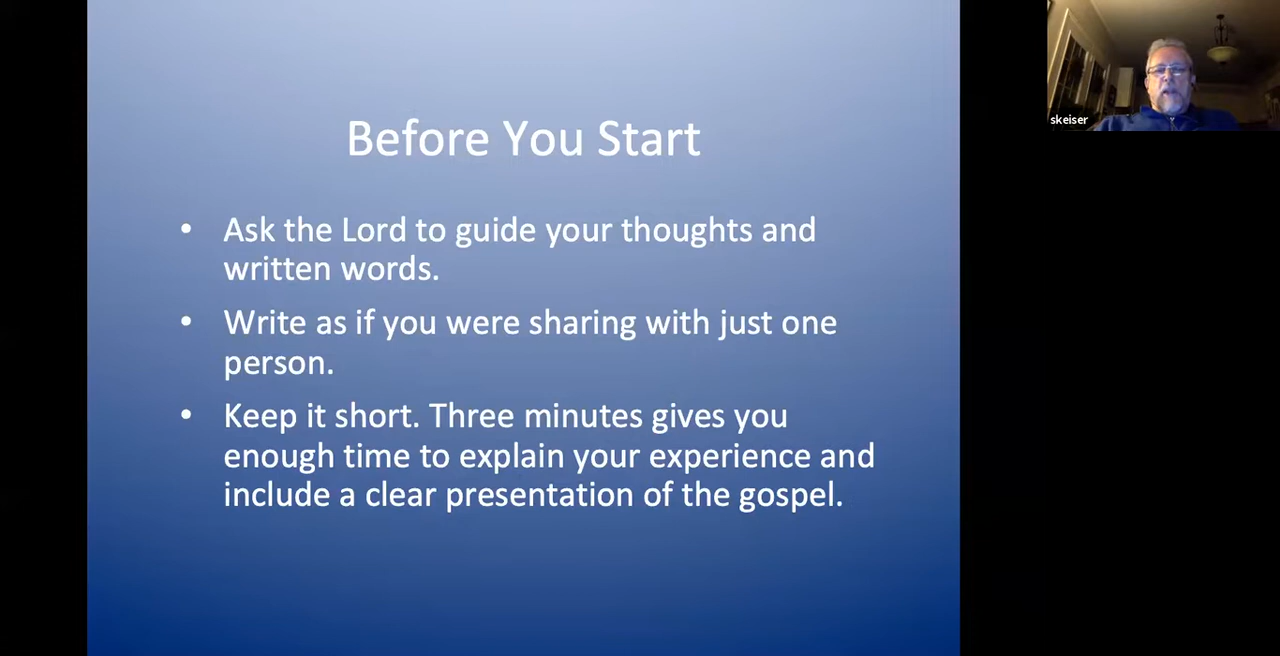 Before You Start
• Ask the Lord to guide your thoughts and
written words.
• Write as if you were sharing with just one
person.
• Keep it short. Three minutes gives you
enough time to explain your experience and
include a clear presentation of the gospel.
skeiser